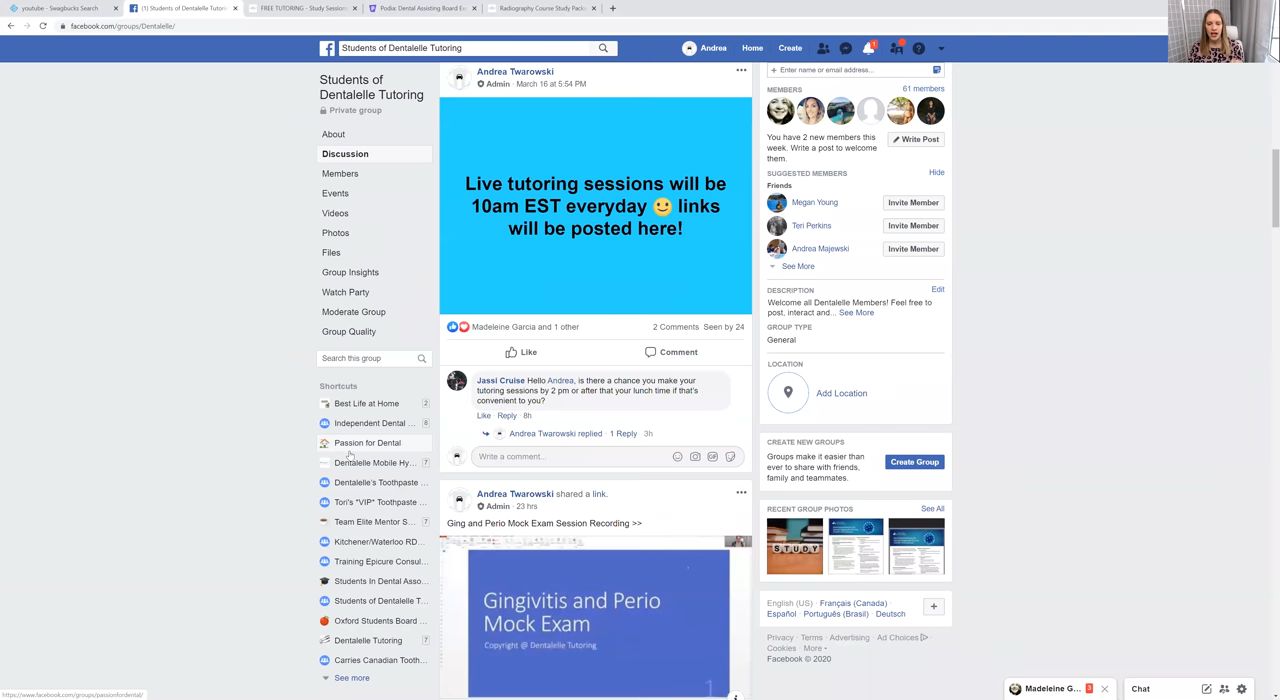 youtube - Swagbucks Search
(1) Students of Dentalelle Tutorin
FREE TUTORING - Study Session
Podia: Dental Assisting Board Ex
Radiography Course Study Pack
facebook.com/groups/Dentalelle/
Students of Dentalelle Tutoring
Andrea
Home
Create
1
Students of
Dentalelle Tutoring
Private group
About
Discussion
Members
Events
Videos
Photos
Files
Group Insights
Watch Party
Moderate Group
Group Quality
Search this group
Shortcuts
Best Life at Home 2
Independent Dental ... 8
Passion for Dental
Dentalelle Mobile Hy... 7
Dentalelle's Toothpaste ...
Tori's *VIP* Toothpaste ...
Team Elite Mentor S... 7
Kitchener/Waterloo RD...
Training Epicure Consul...
Students In Dental Asso...
Students of Dentalelle T...
Oxford Students Board ...
Dentalelle Tutoring 7
Carries Canadian Tooth...
See more
https://www.facebook.com/groups/passionfordental/
Andrea Twarowski
Admin · March 16 at 5:54 PM
Live tutoring sessions will be
10am EST everyday 🙂 links
will be posted here!
Madeleine Garcia and 1 other
2 Comments Seen by 24
Like
Comment
Jassi Cruise Hello Andrea, is there a chance you make your
tutoring sessions by 2 pm or after that your lunch time if that's
convenient to you?
Like · Reply · 8h
Andrea Twarowski replied · 1 Reply 3h
Write a comment...
Andrea Twarowski shared a link.
Admin · 23 hrs
Ging and Perio Mock Exam Session Recording >>
Gingivitis and Perio
Mock Exam
Copyright @ Dentalelle Tutoring
1
+ Enter name or email address...
MEMBERS
61 members
You have 2 new members this
week. Write a post to welcome
them.
Write Post
SUGGESTED MEMBERS
Hide
Friends
Megan Young
Invite Member
Teri Perkins
Invite Member
Andrea Majewski
Invite Member
See More
DESCRIPTION
Edit
Welcome all Dentalelle Members! Feel free to
post, interact and... See More
GROUP TYPE
General
LOCATION
Add Location
CREATE NEW GROUPS
Groups make it easier than
ever to share with friends,
family and teammates.
Create Group
RECENT GROUP PHOTOS
See All
STUDY
English (US) · Français (Canada) ·
Español · Português (Brasil) · Deutsch
Privacy · Terms · Advertising · Ad Choices ·
Cookies · More
Facebook © 2020
Madeleine G... 3
Chat